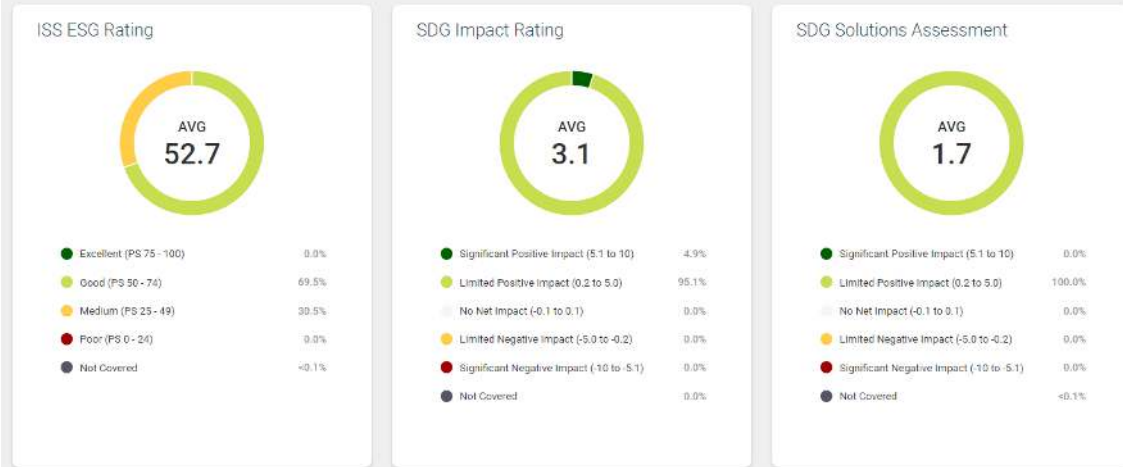 ISS ESG Rating
AVG
52.7
Excellent (PS 75 - 100) 0.0%
Good (PS 50 - 74) 69.5%
Medium (PS 25 - 49) 30.5%
Poor (PS 0 - 24) 0.0%
Not Covered <0.1%
SDG Impact Rating
AVG
3.1
Significant Positive Impact (5.1 to 10) 4.9%
Limited Positive Impact (0.2 to 5.0) 95.1%
No Net Impact (-0.1 to 0.1) 0.0%
Limited Negative Impact (-5.0 to -0.2) 0.0%
Significant Negative Impact (-10 to -5.1) 0.0%
Not Covered 0.0%
SDG Solutions Assessment
AVG
1.7
Significant Positive Impact (5.1 to 10) 0.0%
Limited Positive Impact (0.2 to 5.0) 100.0%
No Net Impact (-0.1 to 0.1) 0.0%
Limited Negative Impact (-5.0 to -0.2) 0.0%
Significant Negative Impact (-10 to -5.1) 0.0%
Not Covered <0.1%